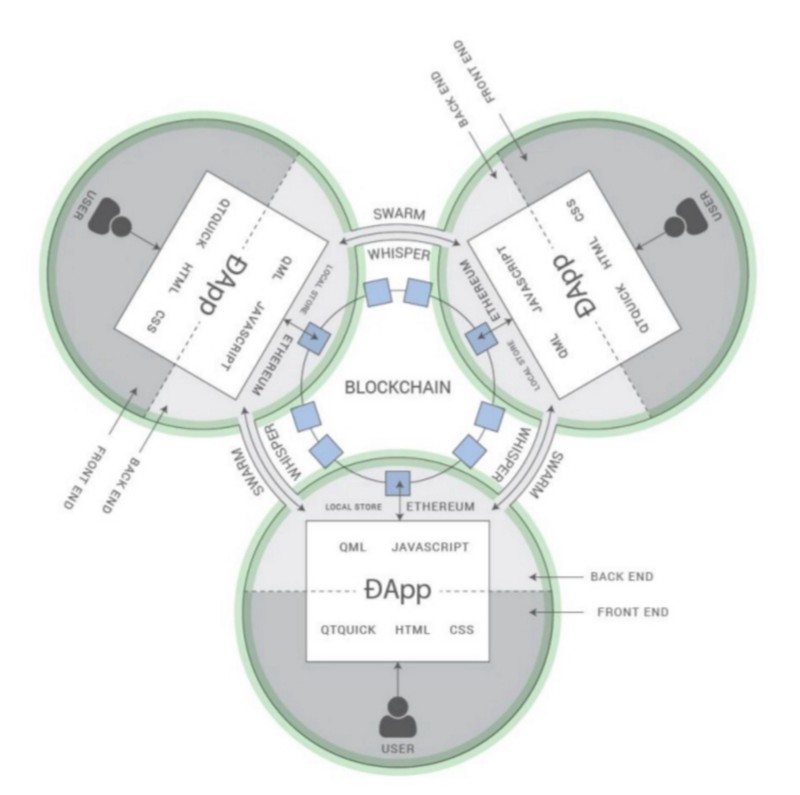 FRONT END
BACK END
USER
QTQUICK
HTML
CSS
ĐApp
QML
JAVASCRIPT
LOCAL STORE
ETHEREUM
FRONT END
BACK END
SWARM
WHISPER
USER
CSS
HTML
QTQUICK
ĐApp
JAVASCRIPT
QML
ETHEREUM
LOCAL STORE
BLOCKCHAIN
SWARM
WHISPER
WHISPER
SWARM
LOCAL STORE ETHEREUM
QML JAVASCRIPT
ĐApp
QTQUICK HTML CSS
BACK END
FRONT END
USER